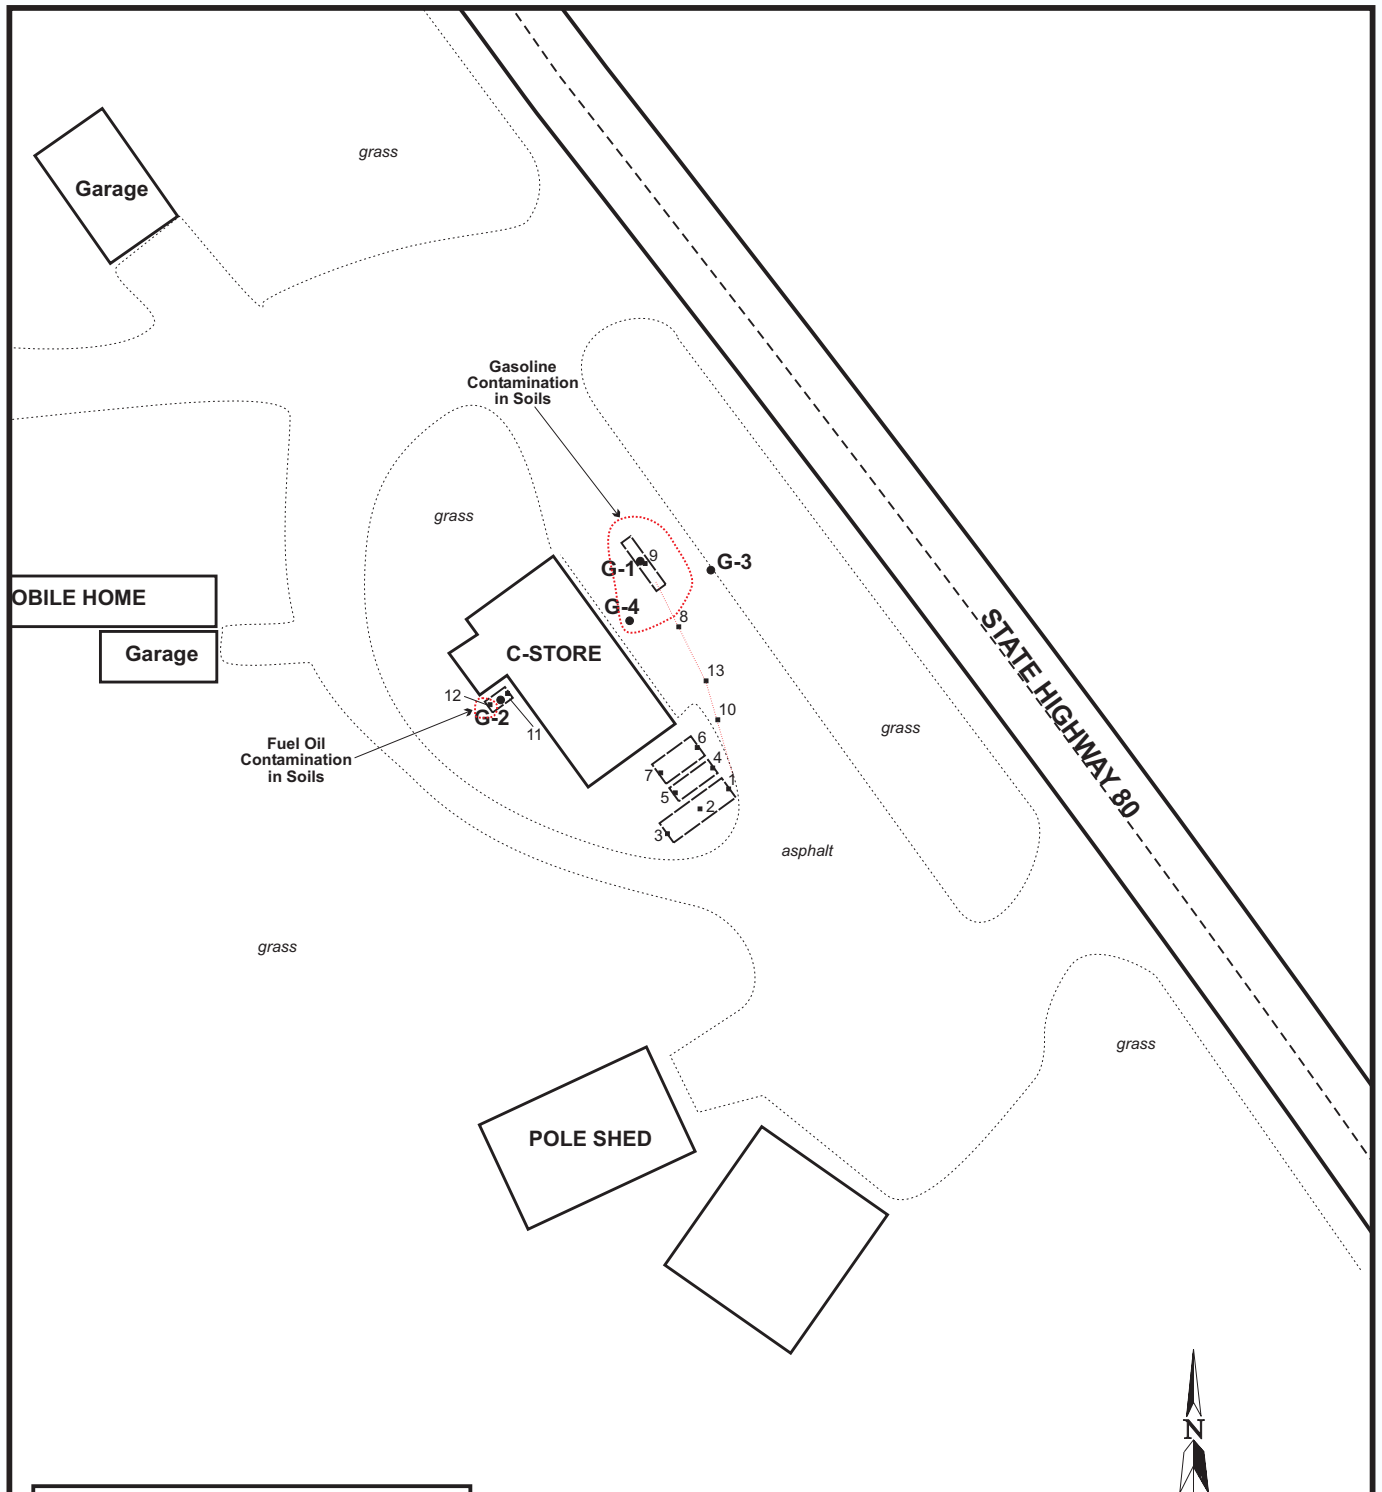 grass
Garage
Gasoline
Contamination
in Soils
grass
9
G-1
G-3
OBILE HOME
G-4
8
STATE HIGHWAY 80
C-STORE
Garage
13
12
G-2
10
11
grass
6
Fuel Oil
Contamination
in Soils
4
7
1
5
2
3
asphalt
grass
grass
POLE SHED
N